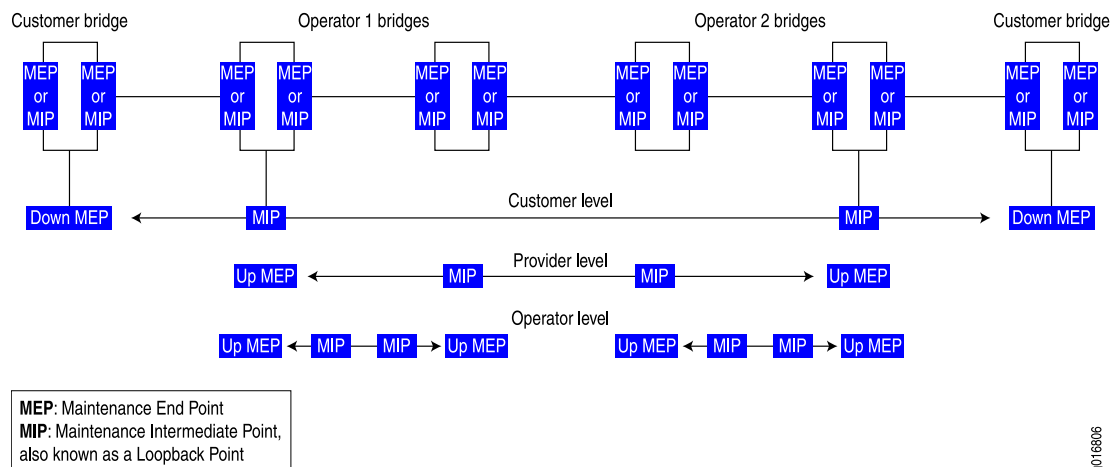 Customer bridge Operator 1 bridges Operator 2 bridges Customer bridge
MEP MEP MEP MEP MEP MEP MEP MEP MEP MEP MEP MEP
or or or or or or or or or or or or
MIP MIP MIP MIP MIP MIP MIP MIP MIP MIP MIP MIP
Customer level
Down MEP MIP MIP Down MEP
Provider level
Up MEP MIP MIP Up MEP
Operator level
Up MEP MIP MIP Up MEP Up MEP MIP MIP Up MEP
MEP: Maintenance End Point
MIP: Maintenance Intermediate Point,
also known as a Loopback Point